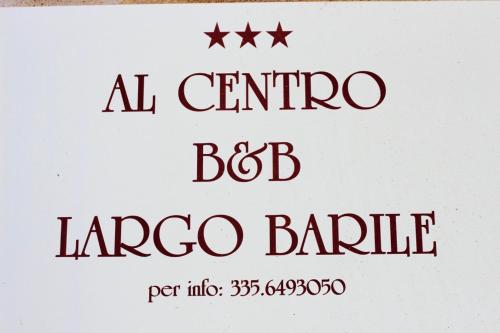 ★★★
AL CENTRO
B&B
LARGO BARILE
per info: 335.6493050